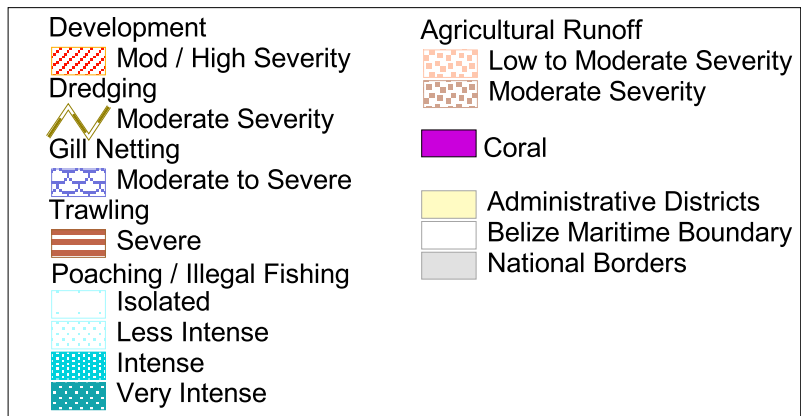 Development
Mod / High Severity
Dredging
Moderate Severity
Gill Netting
Moderate to Severe
Trawling
Severe
Poaching / Illegal Fishing
Isolated
Less Intense
Intense
Very Intense
Agricultural Runoff
Low to Moderate Severity
Moderate Severity
Coral
Administrative Districts
Belize Maritime Boundary
National Borders